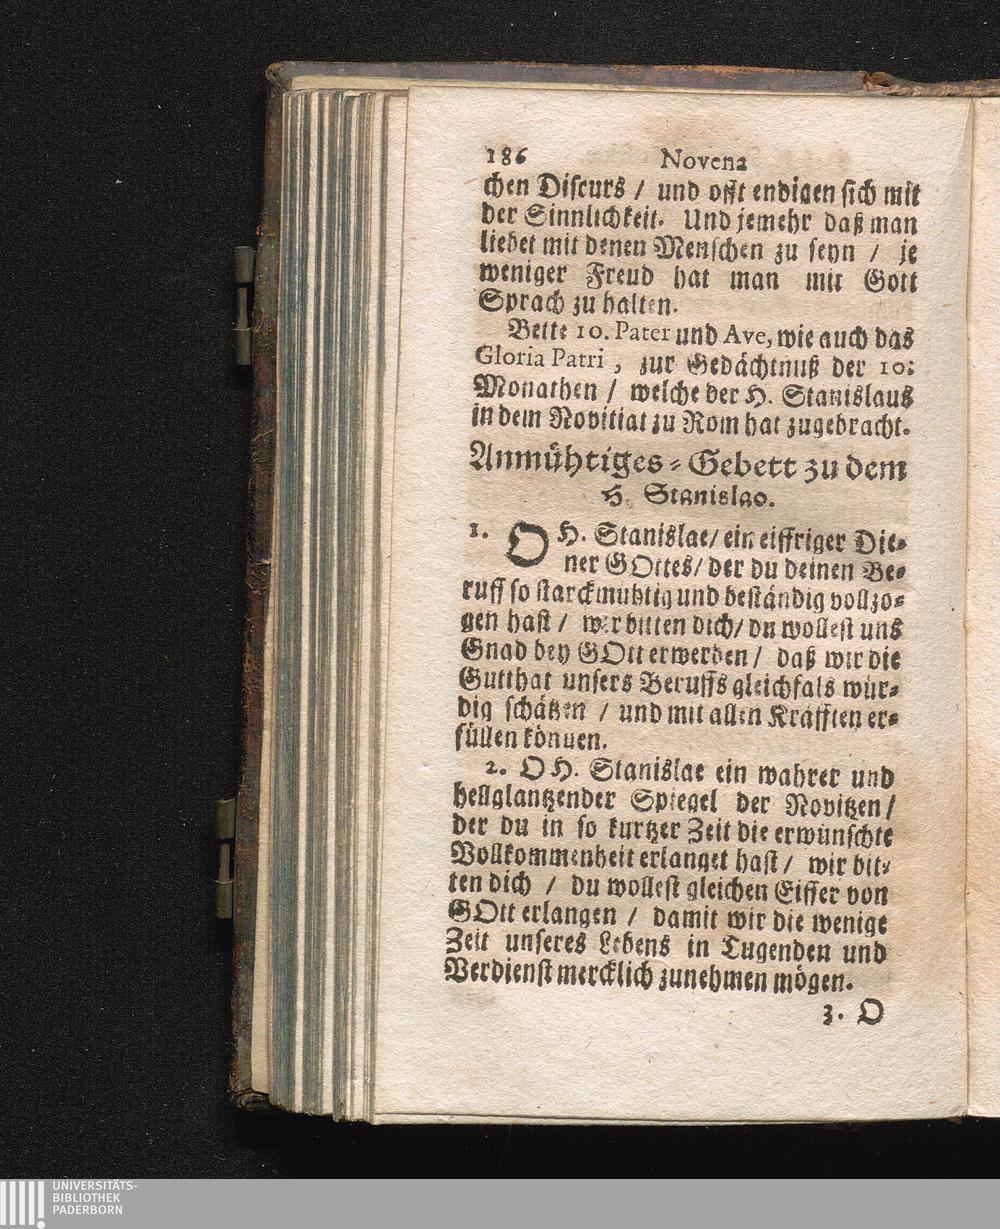 186 Novena
chen Discurs / und offt endigen sich mit
der Sinnlichkeit. Und jemehr daß man
liebet mit denen Menschen zu seyn / je
weniger Freud hat man mit Gott
Sprach zu halten.
Bette 10. Pater und Ave, wie auch das
Gloria Patri, zur Gedächtnuß der 10:
Monathen / welche der H. Stanislaus
in dem Novitiat zu Rom hat zugebracht.
Anmühtiges-Gebett zu dem
H. Stanislao.
1. O H. Stanislae/ ein eiffriger Die-
ner GOttes/ der du deinen Be-
ruff so starckmuhtig und beständig vollzo-
gen hast / wir bitten dich/ du wollest uns
Gnad bey GOtt erwerben / daß wir die
Gutthat unsers Beruffs gleichfals wür-
dig schätzen / und mit allen Kräfften er-
füllen können.
2. O H. Stanislae ein wahrer und
hellglantzender Spiegel der Novitzen /
der du in so kurtzer Zeit die erwünschte
Vollkommenheit erlanget hast / wir bit-
ten dich / du wollest gleichen Eiffer von
GOtt erlangen / damit wir die wenige
Zeit unseres Lebens in Tugenden und
Verdienst mercklich zunehmen mögen.
3. O
UNIVERSITÄTS-
BIBLIOTHEK
PADERBORN